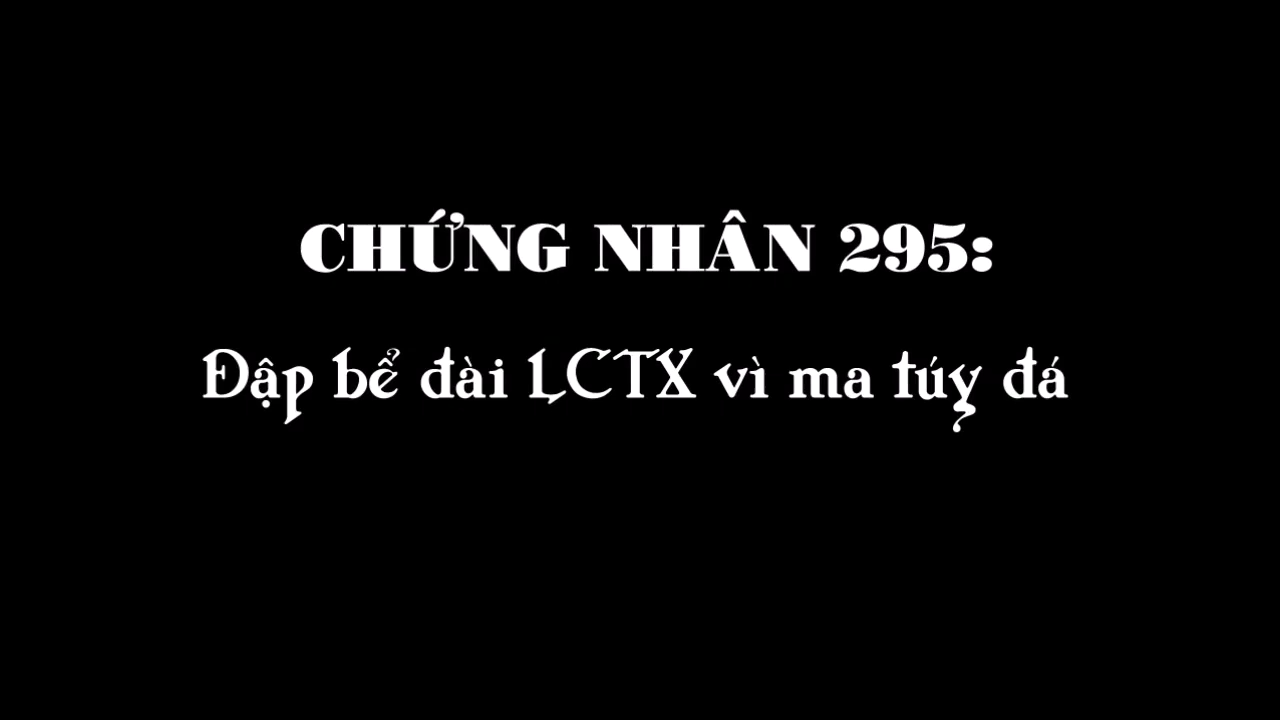 CHỨNG NHÂN 295:
Đập bể đài LCTX vì ma túy đá